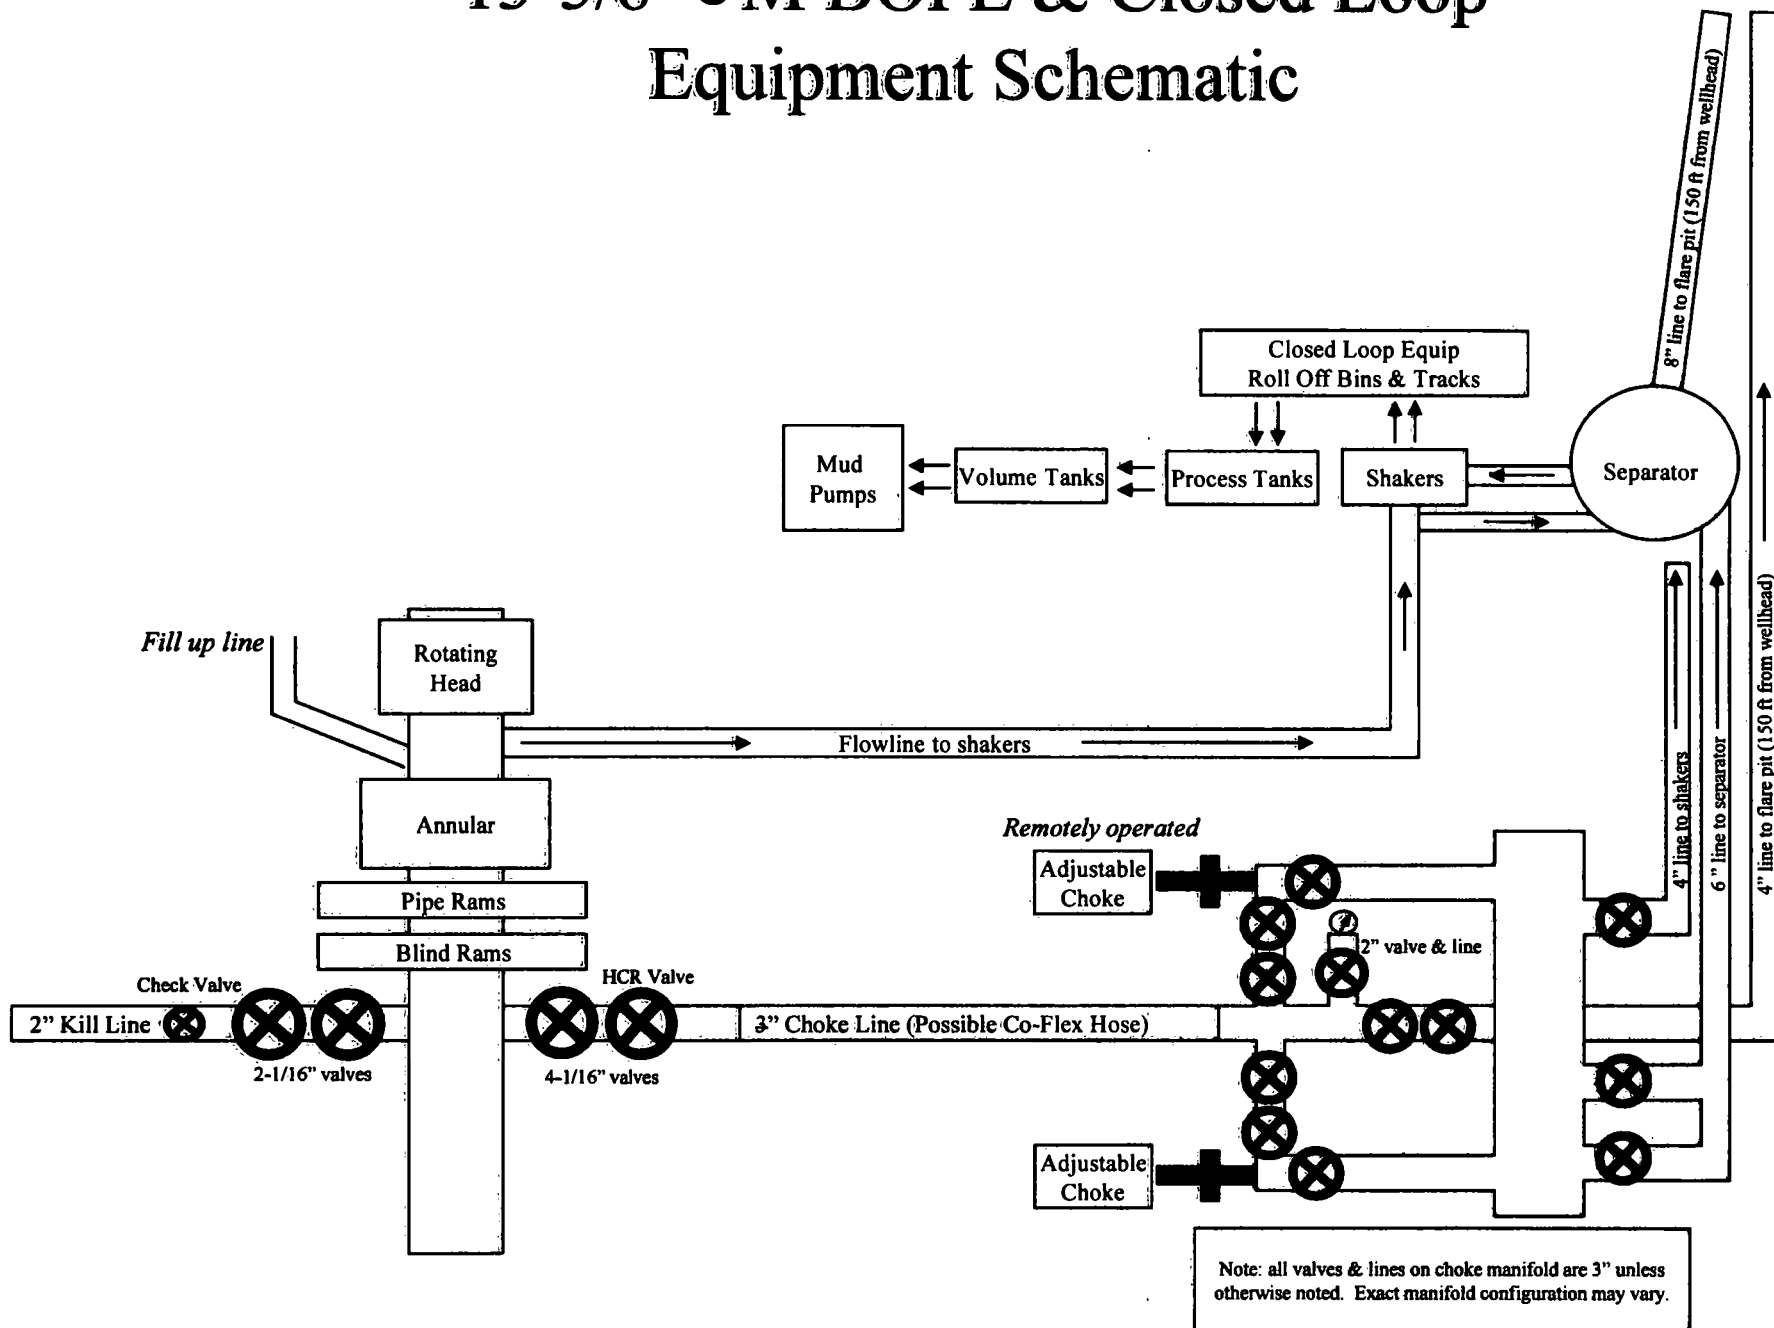 BOPE & Closed Loop
Equipment Schematic
8” line to flare pit (150 ft from wellhead)
Closed Loop Equip
Roll Off Bins & Tracks
Mud
Pumps
Volume Tanks
Process Tanks
Shakers
Separator
Fill up line
Rotating
Head
Flowline to shakers
Annular
Pipe Rams
Blind Rams
Check Valve
HCR Valve
2” Kill Line
3” Choke Line (Possible Co-Flex Hose)
2-1/16” valves
4-1/16” valves
Remotely operated
Adjustable
Choke
2” valve & line
Adjustable
Choke
4” line to shakers
6” line to separator
4” line to flare pit (150 ft from wellhead)
Note: all valves & lines on choke manifold are 3” unless
otherwise noted. Exact manifold configuration may vary.